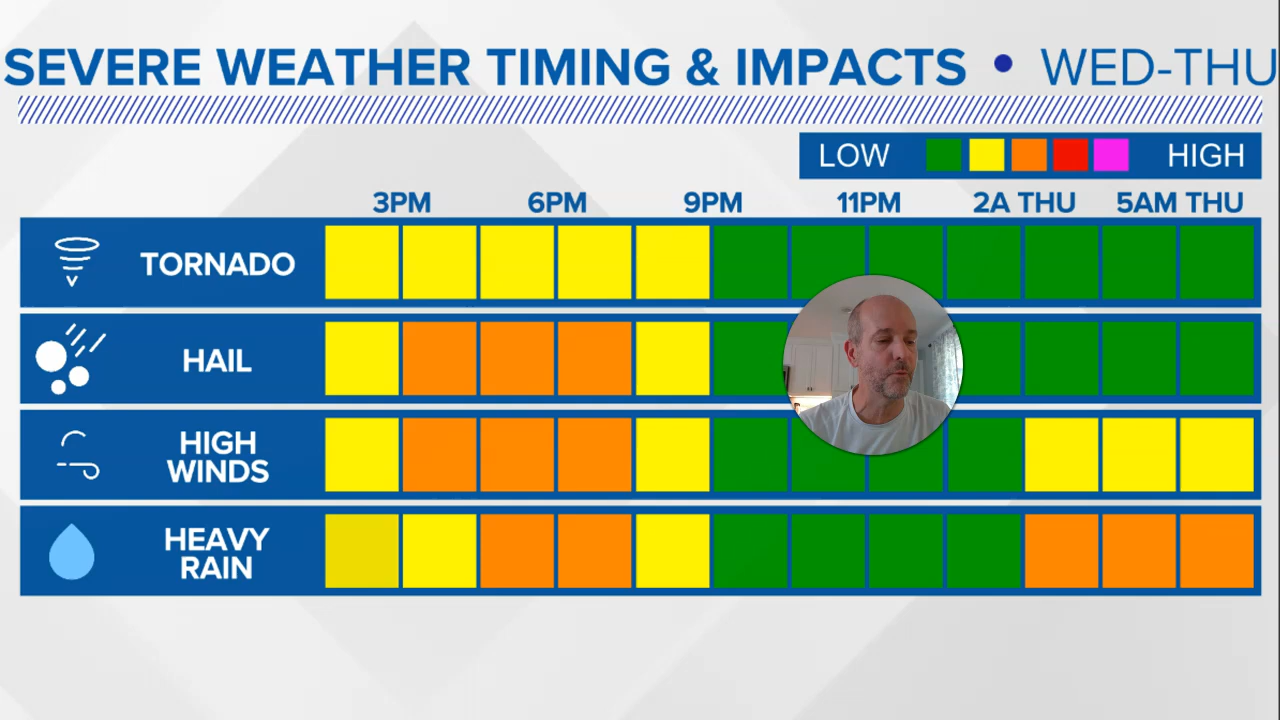 SEVERE WEATHER TIMING & IMPACTS • WED-THU
LOW HIGH
3PM 6PM 9PM 11PM 2A THU 5AM THU
TORNADO
HAIL
HIGH
WINDS
HEAVY
RAIN